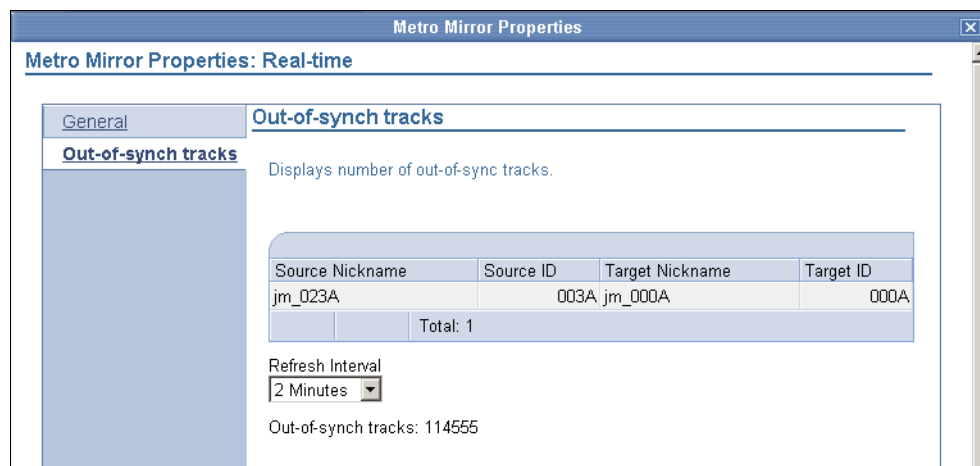 Metro Mirror Properties
Metro Mirror Properties: Real-time
General
Out-of-synch tracks
Out-of-synch tracks
Displays number of out-of-sync tracks.
Source Nickname Source ID Target Nickname Target ID
jm_023A 003A jm_000A 000A
Total: 1
Refresh Interval
2 Minutes
Out-of-synch tracks: 114555